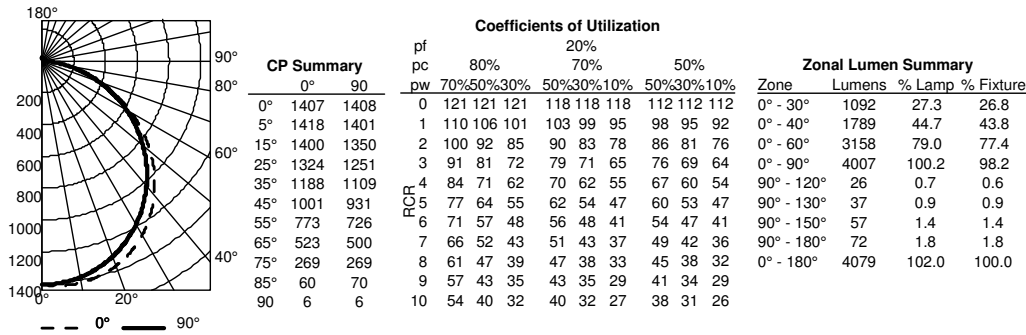 180°
90°
80°
60°
40°
20°
0°
200
400
600
800
1000
1200
1400
0° 90°
CP Summary
0° 90
0° 1407 1408
5° 1418 1401
15° 1400 1350
25° 1324 1251
35° 1188 1109
45° 1001 931
55° 773 726
65° 523 500
75° 269 269
85° 60 70
90 6 6
Coefficients of Utilization
pf 20%
pc 80% 70% 50%
pw 70%50%30% 50%30%10% 50%30%10%
RCR
0 121 121 121 118 118 118 112 112 112
1 110 106 101 103 99 95 98 95 92
2 100 92 85 90 83 78 86 81 76
3 91 81 72 79 71 65 76 69 64
4 84 71 62 70 62 55 67 60 54
5 77 64 55 62 54 47 60 53 47
6 71 57 48 56 48 41 54 47 41
7 66 52 43 51 43 37 49 42 36
8 61 47 39 47 38 33 45 38 32
9 57 43 35 43 35 29 41 34 29
10 54 40 32 40 32 27 38 31 26
Zonal Lumen Summary
Zone Lumens % Lamp % Fixture
0° - 30° 1092 27.3 26.8
0° - 40° 1789 44.7 43.8
0° - 60° 3158 79.0 77.4
0° - 90° 4007 100.2 98.2
90° - 120° 26 0.7 0.6
90° - 130° 37 0.9 0.9
90° - 150° 57 1.4 1.4
90° - 180° 72 1.8 1.8
0° - 180° 4079 102.0 100.0